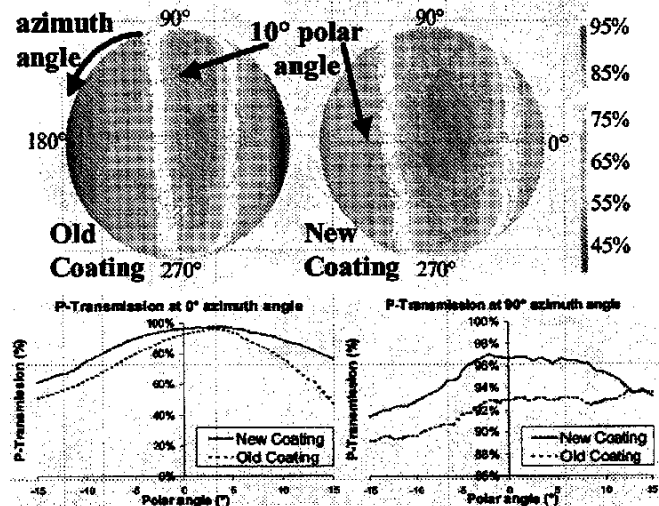 azimuth angle
90°
10° polar angle
90°
95%
85%
75%
65%
55%
45%
180°
0°
Old Coating
270°
New Coating
270°
P-Transmission at 0° azimuth angle
P-Transmission (%)
100%
80%
60%
40%
20%
0%
New Coating
Old Coating
-15
-10
-5
0
5
10
15
Polar angle (°)
P-Transmission at 90° azimuth angle
P-Transmission (%)
98%
96%
94%
92%
90%
88%
86%
New Coating
Old Coating
-15
-10
-5
0
5
10
15
Polar angle (°)